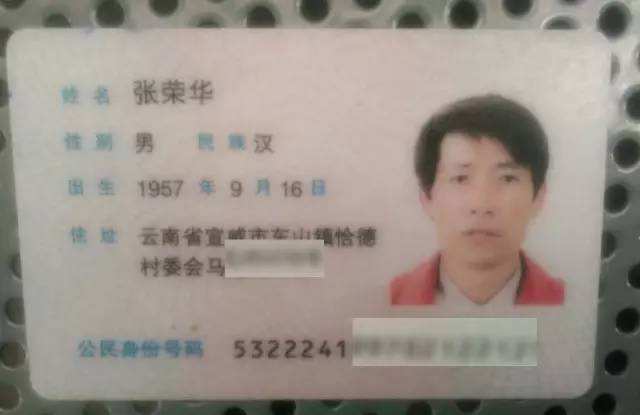 姓名 张荣华
性别 男 民族 汉
出生 1957 年 9 月 16 日
住址 云南省宣威市东山镇恰德
村委会马
公民身份号码 5322241